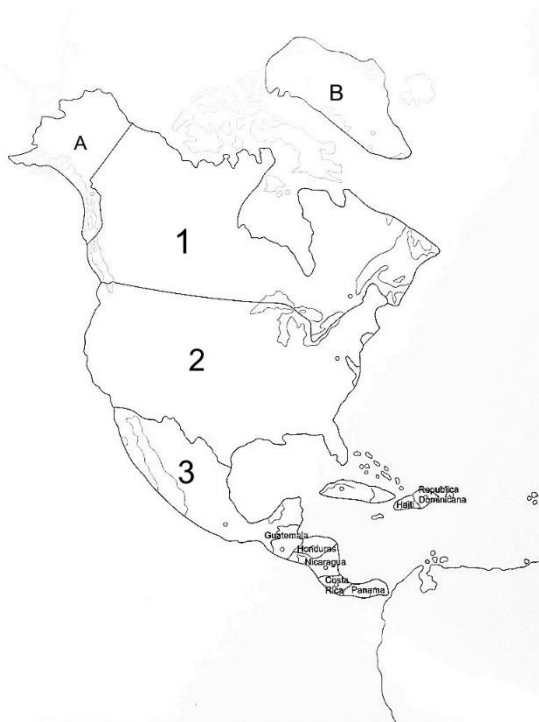 B
A
1
2
3
Republica
Dominicana
Haiti
Guatemala
Honduras
Nicaragua
Costa
Rica
Panama